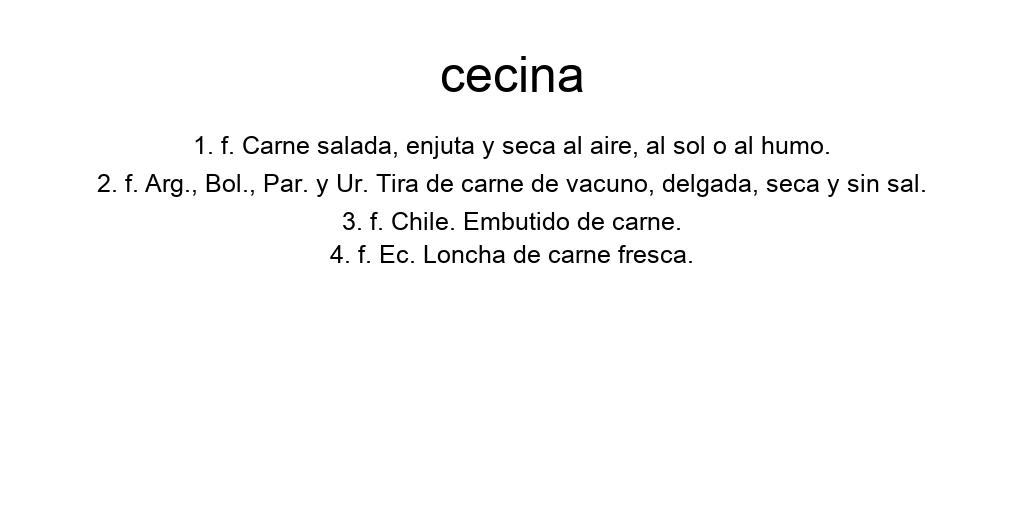 cecina
1. f. Carne salada, enjuta y seca al aire, al sol o al humo.
2. f. Arg., Bol., Par. y Ur. Tira de carne de vacuno, delgada, seca y sin sal.
3. f. Chile. Embutido de carne.
4. f. Ec. Loncha de carne fresca.